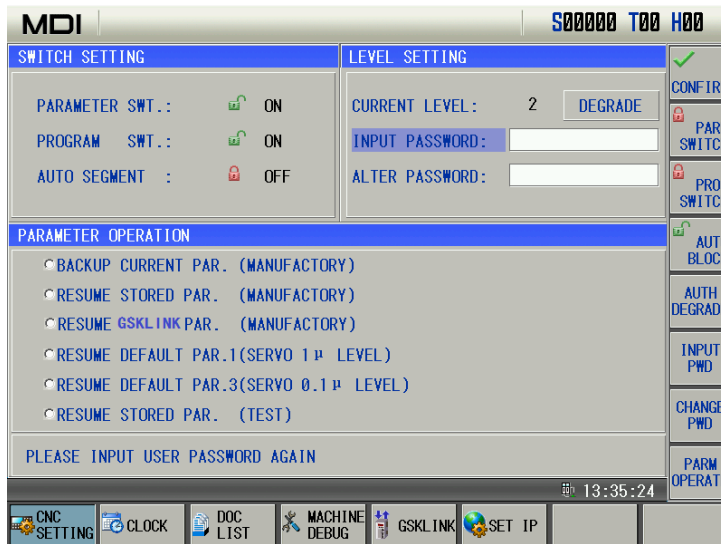 MDI
S00000 T00 H00
SWITCH SETTING
PARAMETER SWT.: ON
PROGRAM SWT.: ON
AUTO SEGMENT : OFF
LEVEL SETTING
CURRENT LEVEL: 2 DEGRADE
INPUT PASSWORD:
ALTER PASSWORD:
PARAMETER OPERATION
BACKUP CURRENT PAR. (MANUFACTORY)
RESUME STORED PAR. (MANUFACTORY)
RESUME GSKLINK PAR. (MANUFACTORY)
RESUME DEFAULT PAR.1(SERVO 1μ LEVEL)
RESUME DEFAULT PAR.3(SERVO 0.1μ LEVEL)
RESUME STORED PAR. (TEST)
PLEASE INPUT USER PASSWORD AGAIN
13:35:24
CONFIR
PAR
SWITC
PRO
SWITC
AUT
BLOC
AUTH
DEGRAD
INPUT
PWD
CHANGE
PWD
PARM
OPERAT
CNC
SETTING
CLOCK
DOC
LIST
MACHINE
DEBUG
GSKLINK
SET IP